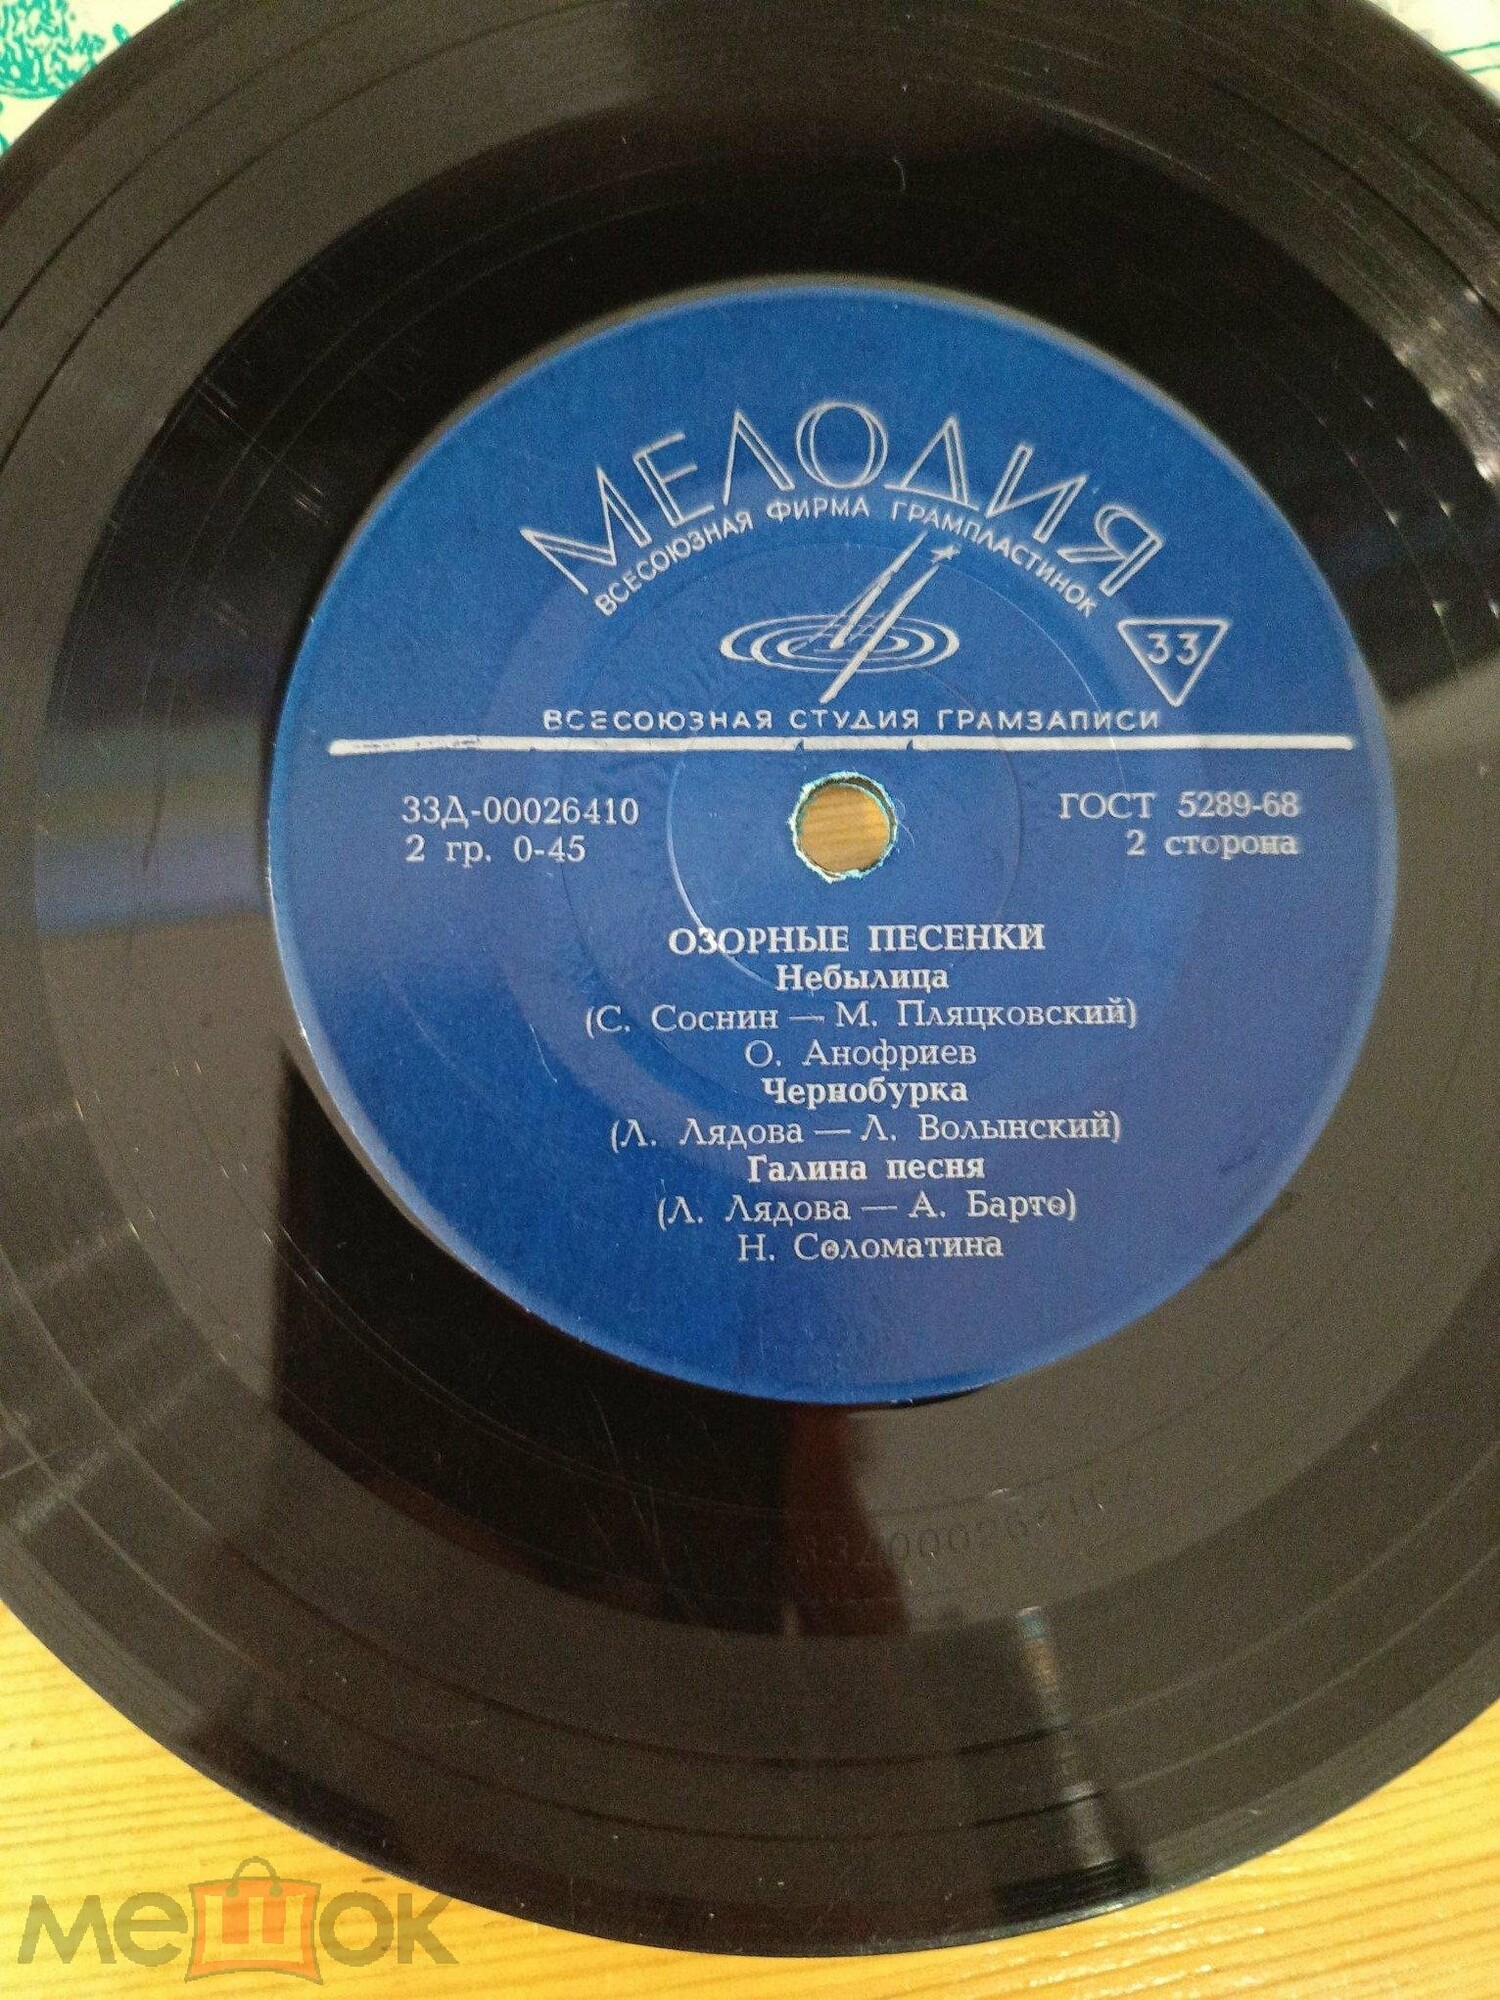 МЕЛОДИЯ
ВСЕСОЮЗНАЯ ФИРМА ГРАМПЛАСТИНОК
33
ВСЕСОЮЗНАЯ СТУДИЯ ГРАМЗАПИСИ
33Д-00026410
2 гр. 0-45
ГОСТ 5289-68
2 сторона
ОЗОРНЫЕ ПЕСЕНКИ
Небылица
(С. Соснин — М. Пляцковский)
О. Анофриев
Чернобурка
(Л. Лядова — Л. Волынский)
Галина песня
(Л. Лядова — А. Барто)
Н. Соломатина
мешок